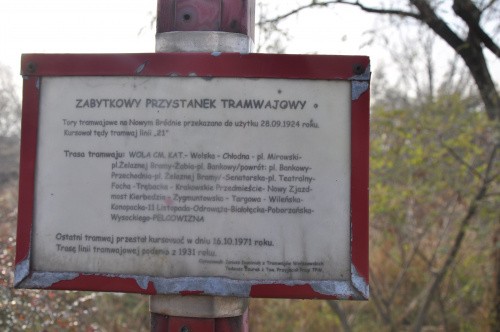 ZABYTKOWY PRZYSTANEK TRAMWAJOWY
Tory tramwajowe na Nowym Bródnie przekazano do użytku 28.09.1924 roku.
Kursował tędy tramwaj linii „21"
Trasa tramwaju: WOLA CM. KAT.- Wolska - Chłodna - pl. Mirowski-
pl.Żelaznej Bramy-Żabia-pl. Bankowy/powrót: pl. Bankowy-
Przechodnia-pl. Żelaznej Bramy/ -Senatorska-pl. Teatralny-
Focha -Trębacka - Krakowskie Przedmieście- Nowy Zjazd-
most Kierbedzia- Zygmuntowska - Targowa - Wileńska-
Konopacka-11 Listopada-Odrowąża-Białołęcka-Poborzańska-
Wysockiego-PELCOWIZNA
Ostatni tramwaj przestał kursować w dniu 16.10.1971 roku.
Trasę linii tramwajowej podano z 1931 roku.